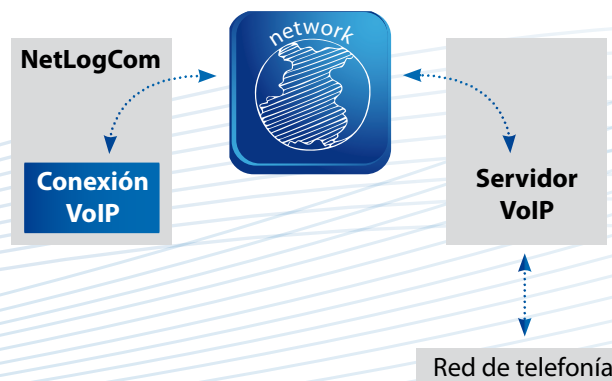 network
NetLogCom
Conexión
VoIP
Servidor
VoIP
Red de telefonía